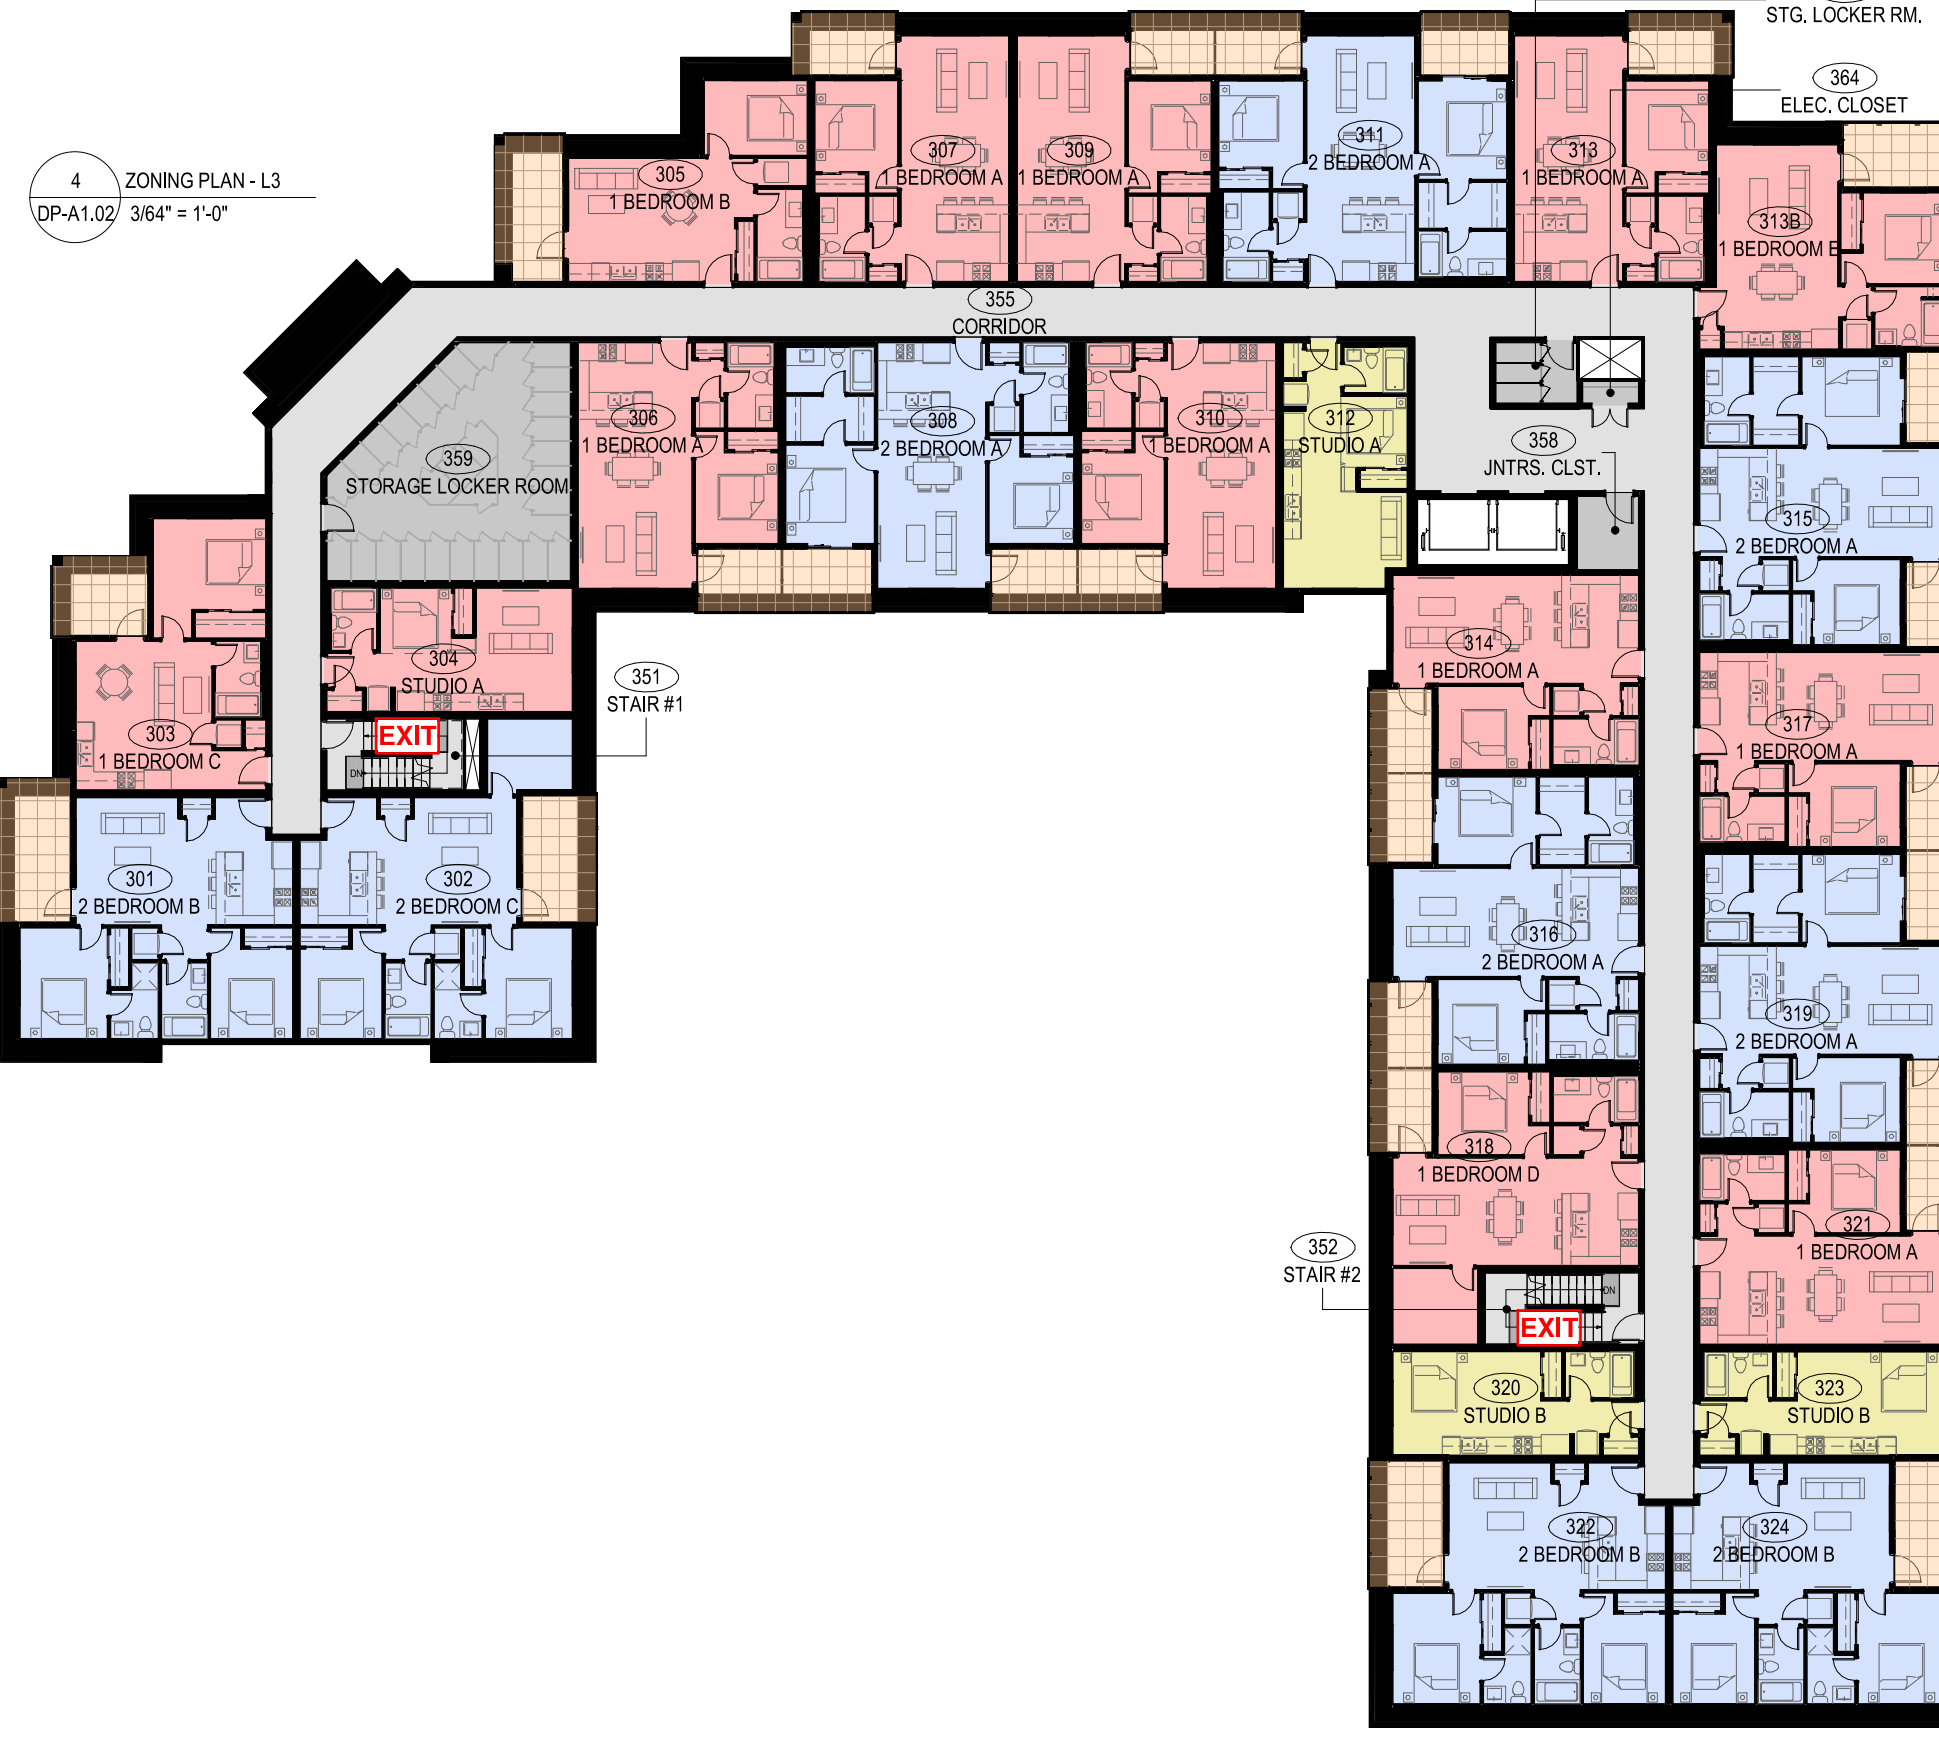 STG. LOCKER RM.
364
ELEC. CLOSET
4
ZONING PLAN - L3
DP-A1.02
3/64" = 1'-0"
305
1 BEDROOM B
307
1 BEDROOM A
309
1 BEDROOM A
311
2 BEDROOM A
313
1 BEDROOM A
313B
1 BEDROOM E
355
CORRIDOR
359
STORAGE LOCKER ROOM
306
1 BEDROOM A
308
2 BEDROOM A
310
1 BEDROOM A
312
STUDIO A
358
JNTRS. CLST.
315
2 BEDROOM A
304
STUDIO A
351
STAIR #1
303
1 BEDROOM C
EXIT
DN
314
1 BEDROOM A
317
1 BEDROOM A
301
2 BEDROOM B
302
2 BEDROOM C
316
2 BEDROOM A
319
2 BEDROOM A
318
1 BEDROOM D
321
1 BEDROOM A
352
STAIR #2
DN
EXIT
320
STUDIO B
323
STUDIO B
322
2 BEDROOM B
324
2 BEDROOM B